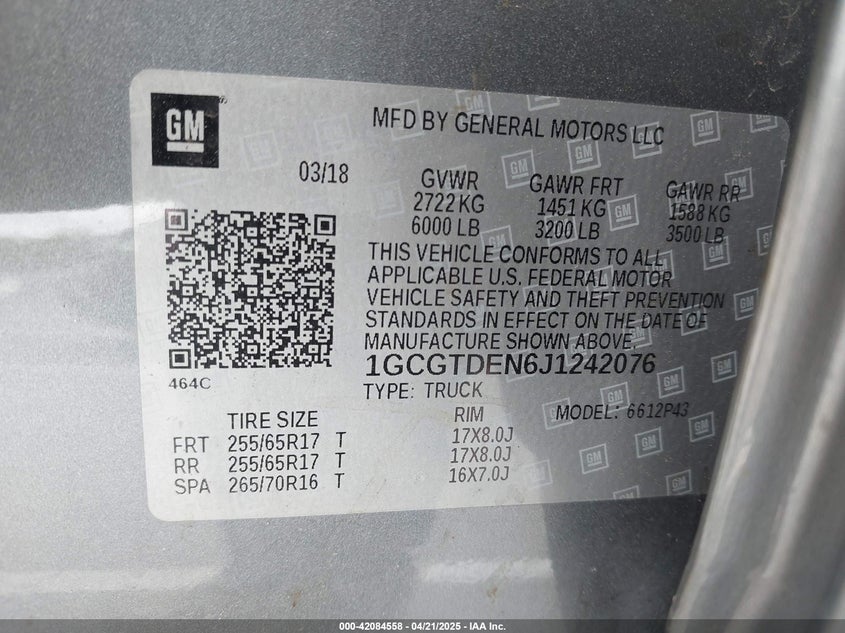 GM
MFD BY GENERAL MOTORS LLC
03/18
GVWR
2722 KG
6000 LB
GAWR FRT
1451 KG
3200 LB
GAWR RR
1588 KG
3500 LB
THIS VEHICLE CONFORMS TO ALL
APPLICABLE U.S. FEDERAL MOTOR
VEHICLE SAFETY AND THEFT PREVENTION
STANDARDS IN EFFECT ON THE DATE OF
MANUFACTURE SHOWN ABOVE.
1GCGTDEN6J1242076
464C
TYPE: TRUCK
MODEL: 6612P43
TIRE SIZE RIM
FRT 255/65R17 T 17X8.0J
RR 255/65R17 T 17X8.0J
SPA 265/70R16 T 16X7.0J
000-42084558 - 04/21/2025 - IAA Inc.